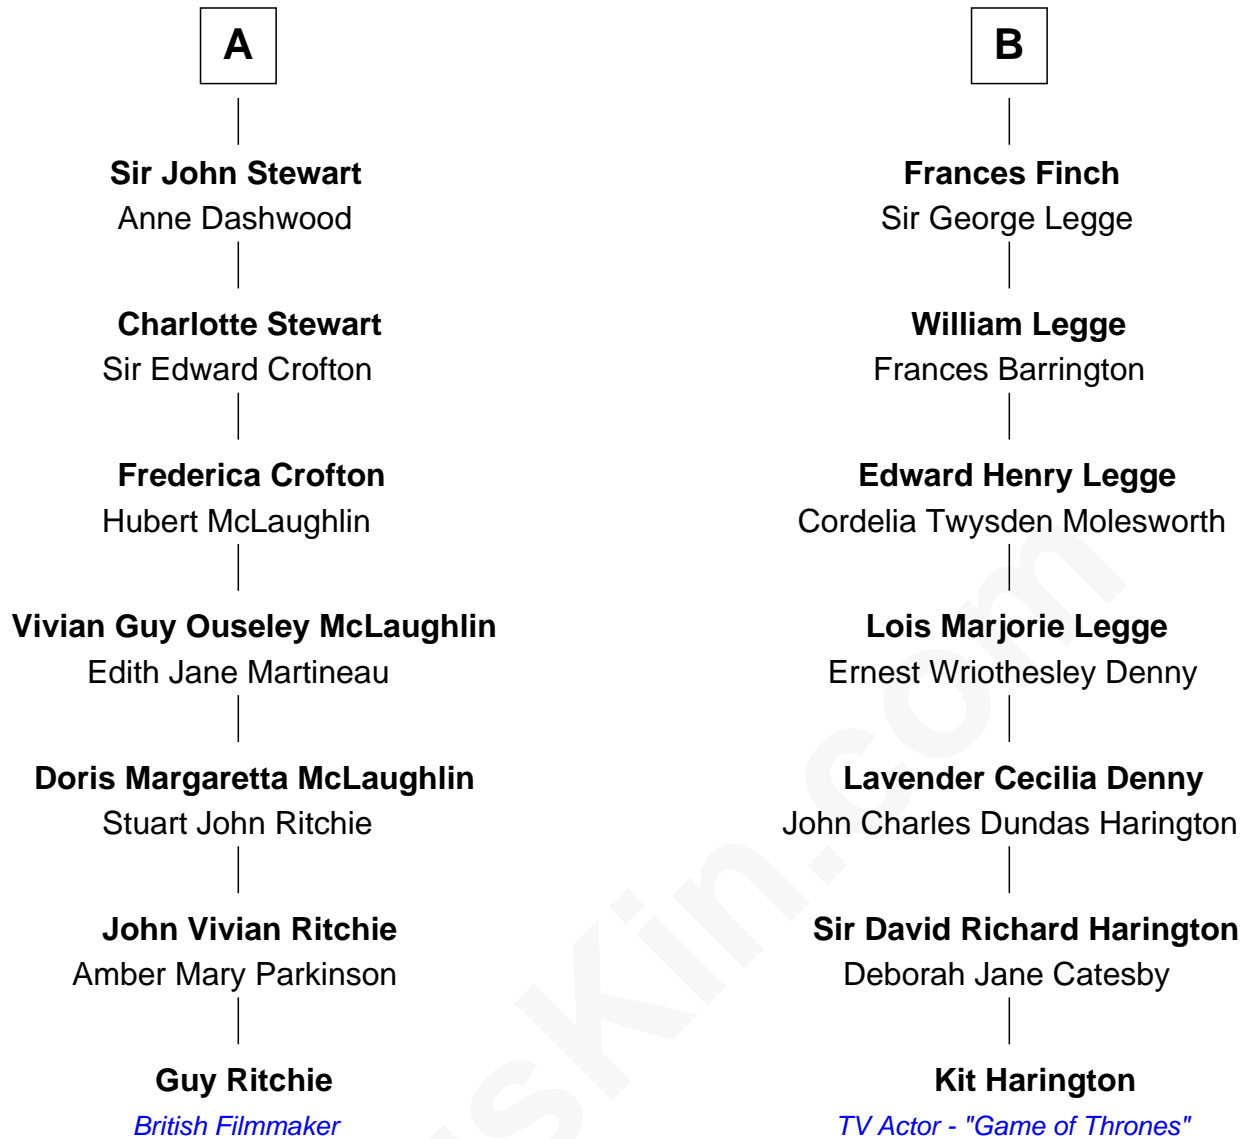 A
Sir John Stewart
Anne Dashwood
Charlotte Stewart
Sir Edward Crofton
Frederica Crofton
Hubert McLaughlin
Vivian Guy Ouseley McLaughlin
Edith Jane Martineau
Doris Margaretta McLaughlin
Stuart John Ritchie
John Vivian Ritchie
Amber Mary Parkinson
Guy Ritchie
British Filmmaker
B
Frances Finch
Sir George Legge
William Legge
Frances Barrington
Edward Henry Legge
Cordelia Twysden Molesworth
Lois Marjorie Legge
Ernest Wriothesley Denny
Lavender Cecilia Denny
John Charles Dundas Harington
Sir David Richard Harington
Deborah Jane Catesby
Kit Harington
TV Actor - "Game of Thrones"